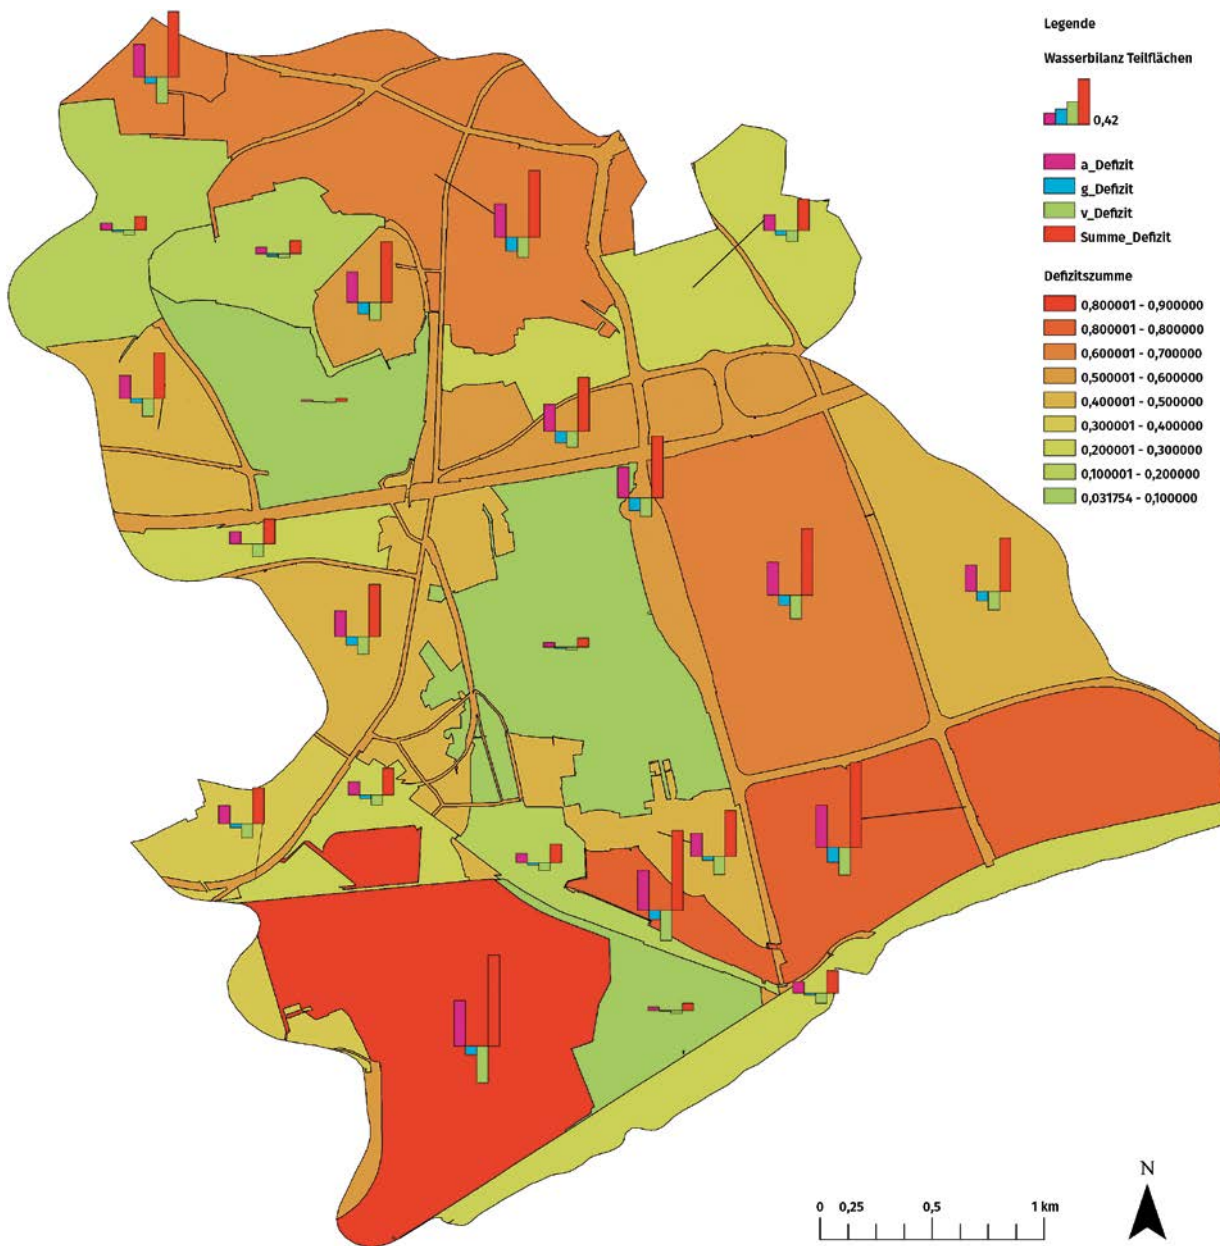 Legende
Wasserbilanz Teilflächen
0,42
a_Defizit
g_Defizit
v_Defizit
Summe_Defizit
Defizitszumme
0,800001 - 0,900000
0,800001 - 0,800000
0,600001 - 0,700000
0,500001 - 0,600000
0,400001 - 0,500000
0,300001 - 0,400000
0,200001 - 0,300000
0,100001 - 0,200000
0,031754 - 0,100000
N
0 0,25 0,5 1 km